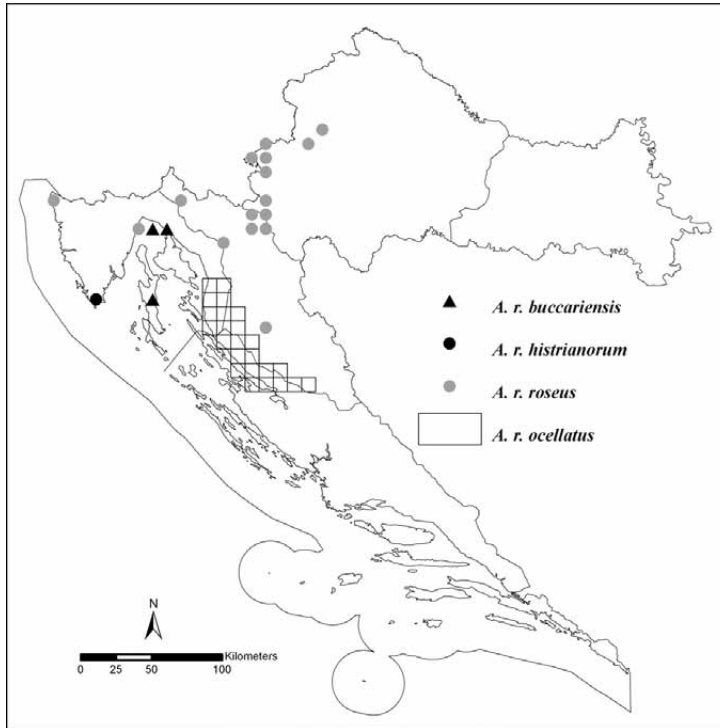 A. r. buccariensis
A. r. histrianorum
A. r. roseus
A. r. ocellatus
N
Kilometers
0 25 50 100